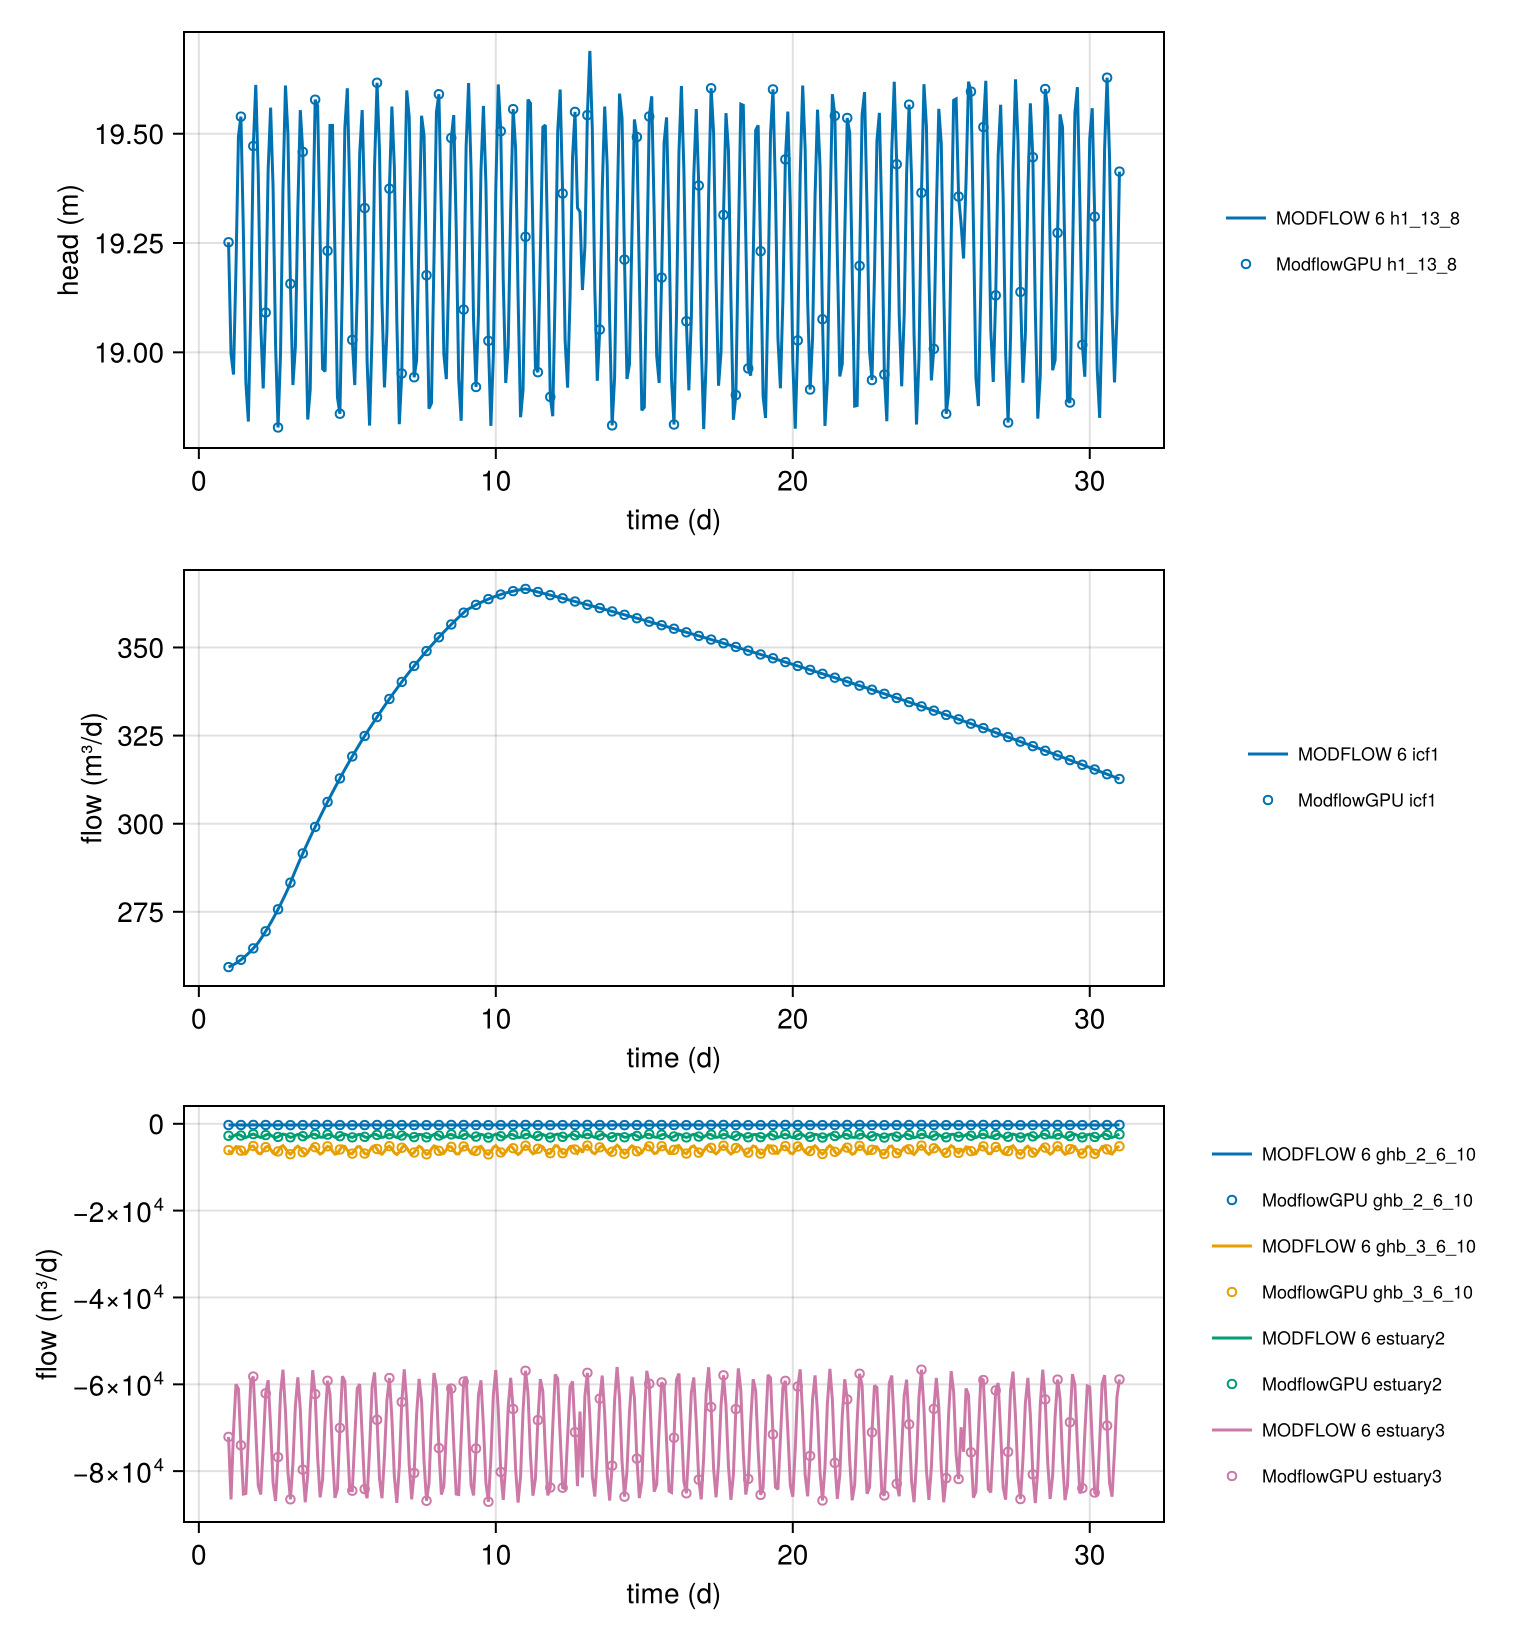 head (m)
19.50
19.25
19.00
0 10 20 30
time (d)
MODFLOW 6 h1_13_8
ModflowGPU h1_13_8
flow (m³/d)
350
325
300
275
0 10 20 30
time (d)
MODFLOW 6 icf1
ModflowGPU icf1
flow (m³/d)
0
−2×10⁴
−4×10⁴
−6×10⁴
−8×10⁴
0 10 20 30
time (d)
MODFLOW 6 ghb_2_6_10
ModflowGPU ghb_2_6_10
MODFLOW 6 ghb_3_6_10
ModflowGPU ghb_3_6_10
MODFLOW 6 estuary2
ModflowGPU estuary2
MODFLOW 6 estuary3
ModflowGPU estuary3